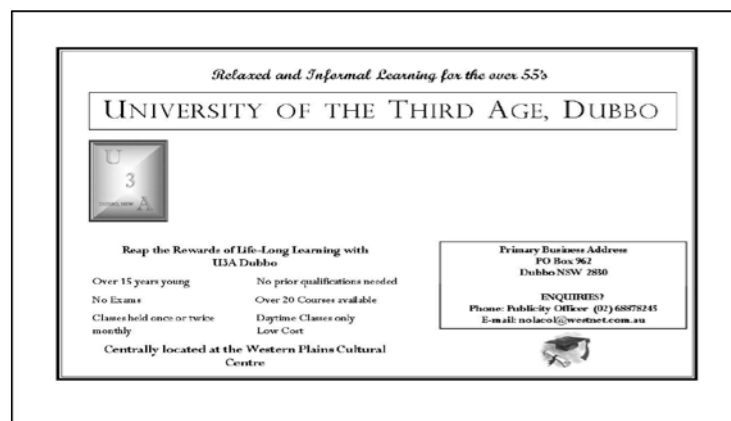 Relaxed and Informal Learning for the over 55's
UNIVERSITY OF THE THIRD AGE, DUBBO
U
3
DUBBO, NSW
A
Reap the Rewards of Life-Long Learning with
U3A Dubbo
Over 15 years young
No prior qualifications needed
No Exams
Over 20 Courses available
Classes held once or twice
monthly
Daytime Classes only
Low Cost
Centrally located at the Western Plains Cultural
Centre
Primary Business Address
PO Box 962
Dubbo NSW 2830
ENQUIRIES?
Phone: Publicity Officer (02) 68878245
E-mail: nolacol@westnet.com.au